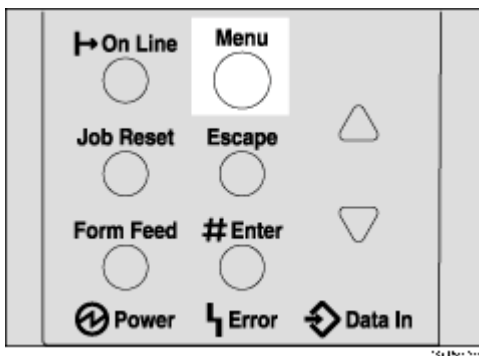 On Line Menu
Job Reset Escape
Form Feed # Enter
Power Error Data In